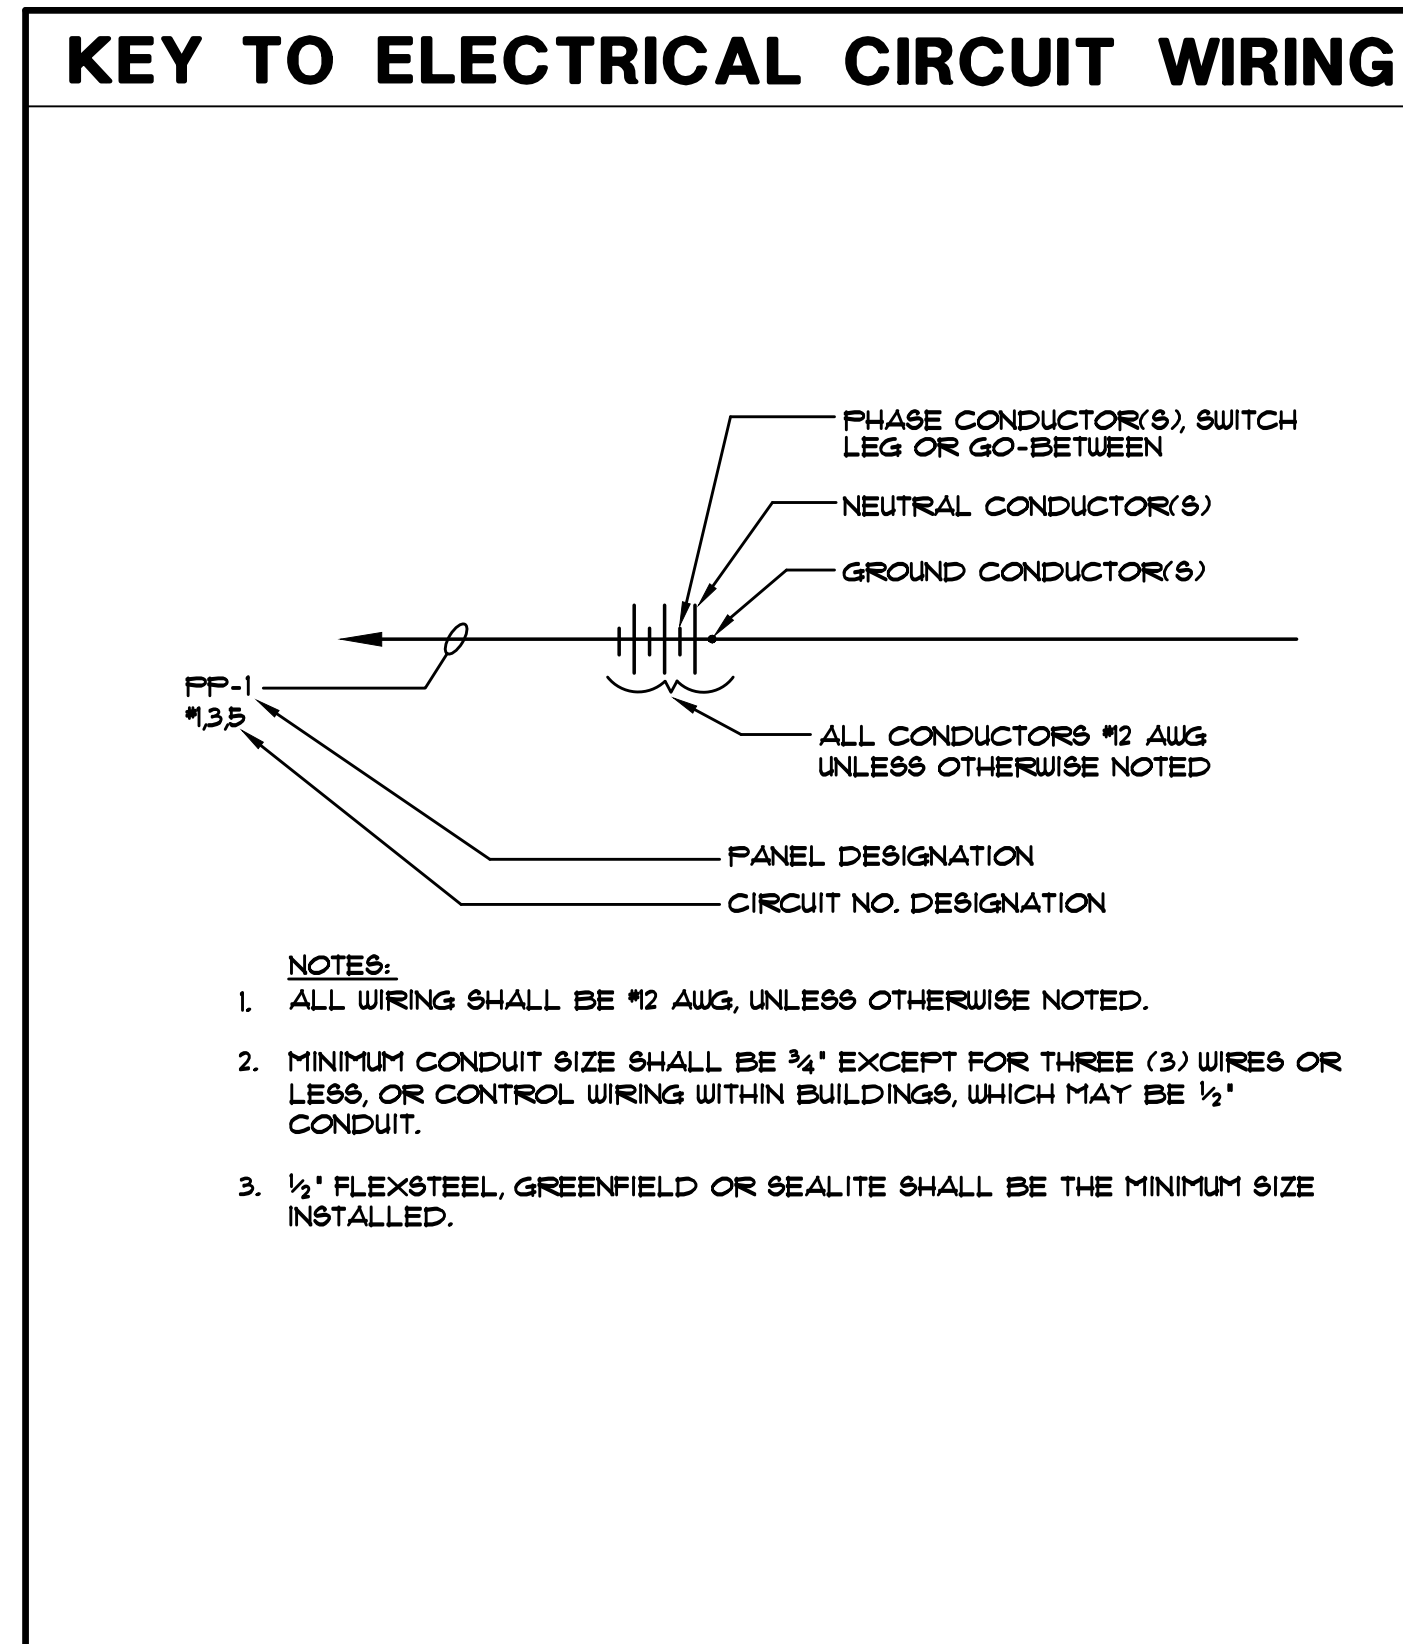 KEY TO ELECTRICAL CIRCUIT WIRING
PHASE CONDUCTOR(S), SWITCH
LEG OR GO-BETWEEN
NEUTRAL CONDUCTOR(S)
GROUND CONDUCTOR(S)
PP-1
#1,3,5
ALL CONDUCTORS #12 AWG
UNLESS OTHERWISE NOTED
PANEL DESIGNATION
CIRCUIT NO. DESIGNATION
NOTES:
1. ALL WIRING SHALL BE #12 AWG, UNLESS OTHERWISE NOTED.
2. MINIMUM CONDUIT SIZE SHALL BE ¾" EXCEPT FOR THREE (3) WIRES OR
LESS, OR CONTROL WIRING WITHIN BUILDINGS, WHICH MAY BE ½"
CONDUIT.
3. ½" FLEXSTEEL, GREENFIELD OR SEALITE SHALL BE THE MINIMUM SIZE
INSTALLED.